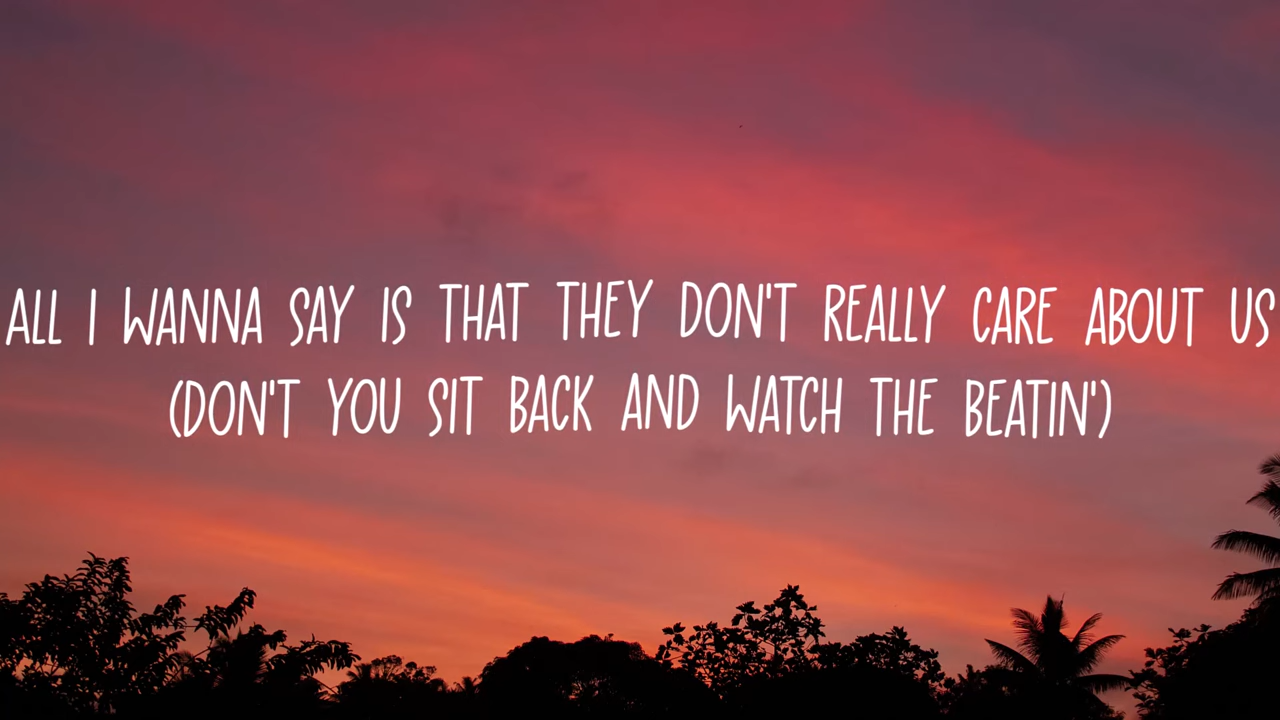 ALL I WANNA SAY IS THAT THEY DON'T REALLY CARE ABOUT US
(DON'T YOU SIT BACK AND WATCH THE BEATIN')